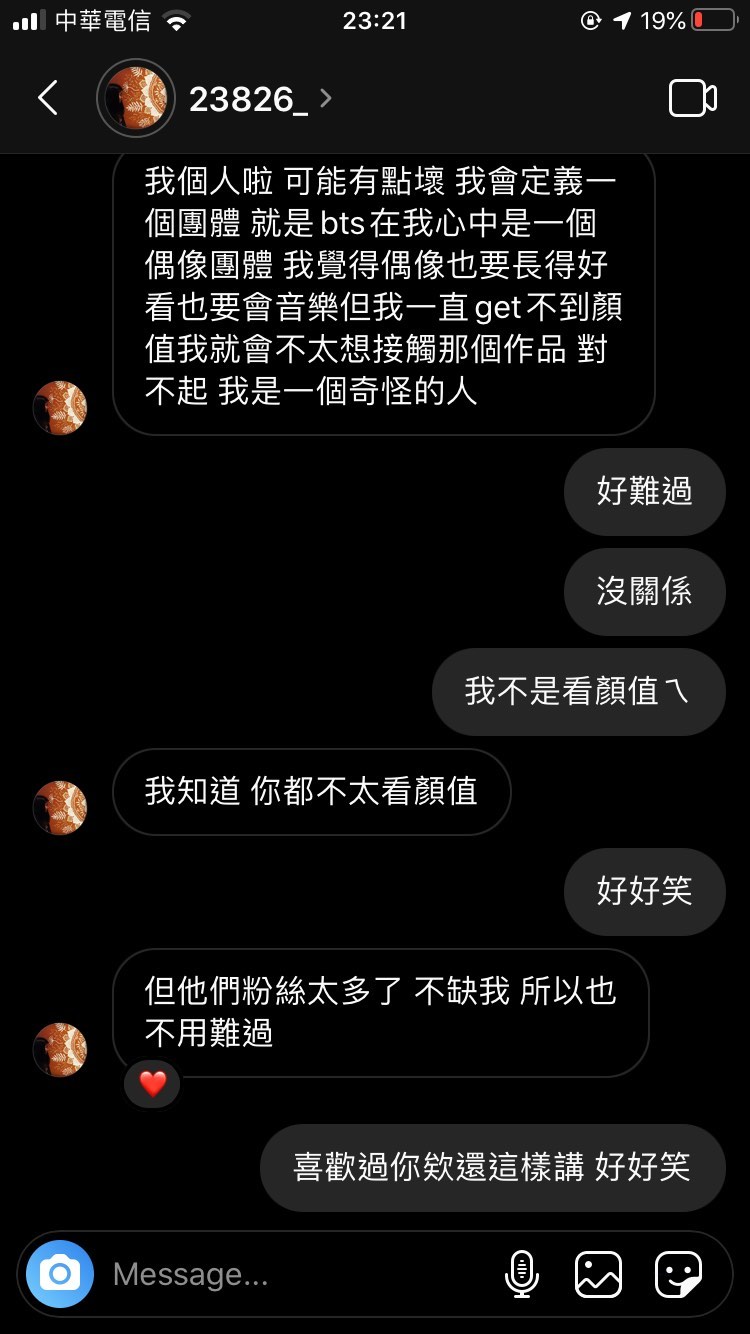 中華電信
23:21
19%
23826_
我個人啦 可能有點壞 我會定義一
個團體 就是bts在我心中是一個
偶像團體 我覺得偶像也要長得好
看也要會音樂但我一直get不到顏
值我就會不太想接觸那個作品 對
不起 我是一個奇怪的人
好難過
沒關係
我不是看顏值ㄟ
我知道 你都不太看顏值
好好笑
但他們粉絲太多了 不缺我 所以也
不用難過
喜歡過你欸還這樣講 好好笑
Message...